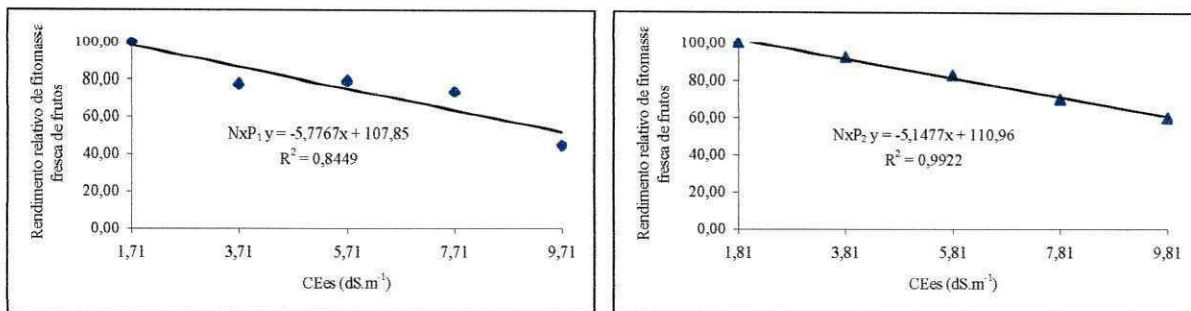 Rendimento relativo de fitomassa
fresca de frutos
100,00
80,00
60,00
40,00
20,00
0,00
NxP₁ y = -5,7767x + 107,85
R² = 0,8449
1,71
3,71
5,71
7,71
9,71
CEes (dS.m⁻¹)
Rendimento relativo de fitomassa
fresca de frutos
100,00
80,00
60,00
40,00
20,00
0,00
NxP₂ y = -5,1477x + 110,96
R² = 0,9922
1,81
3,81
5,81
7,81
9,81
CEes (dS.m⁻¹)